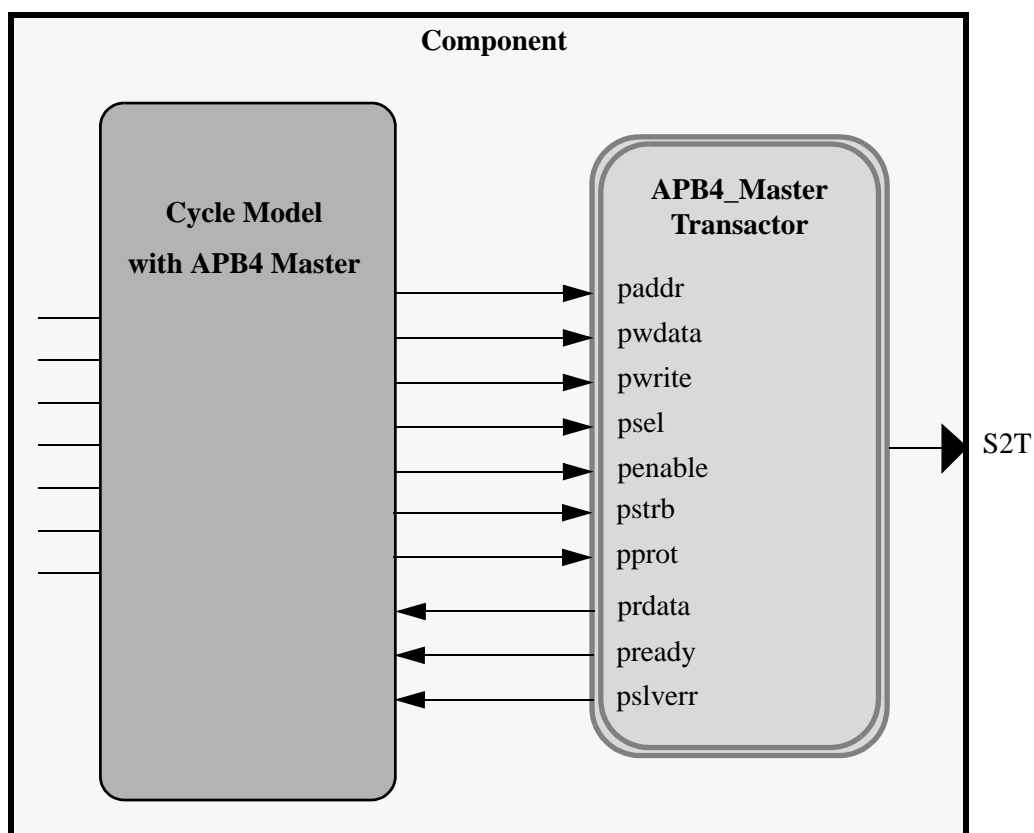 Component
Cycle Model
with APB4 Master
APB4_Master
Transactor
paddr
pwdata
pwrite
psel
penable
pstrb
pprot
prdata
pready
pslverr
S2T